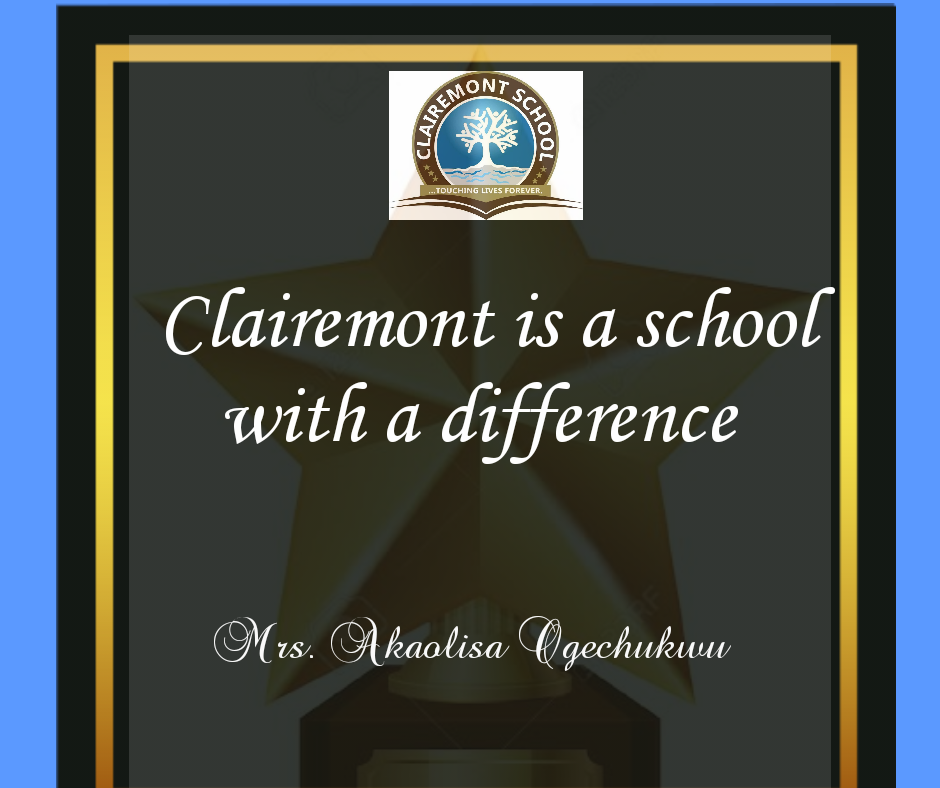 CLAIREMONT SCHOOL
...TOUCHING LIVES FOREVER,
Clairemont is a school
with a difference
Mrs. Akaolisa Ogechukwu